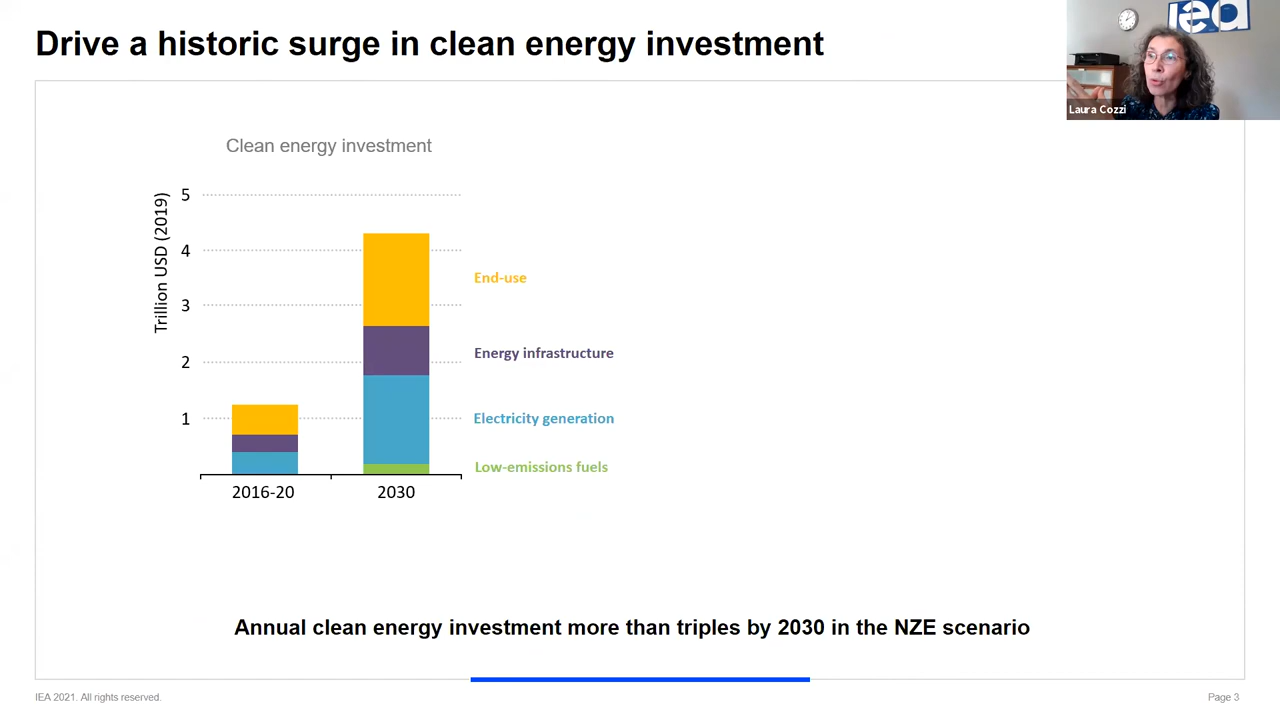 Drive a historic surge in clean energy investment
iea
Laura Cozzi
Clean energy investment
Trillion USD (2019)
5
4
3
2
1
2016-20
2030
End-use
Energy infrastructure
Electricity generation
Low-emissions fuels
Annual clean energy investment more than triples by 2030 in the NZE scenario
IEA 2021. All rights reserved.
Page 3